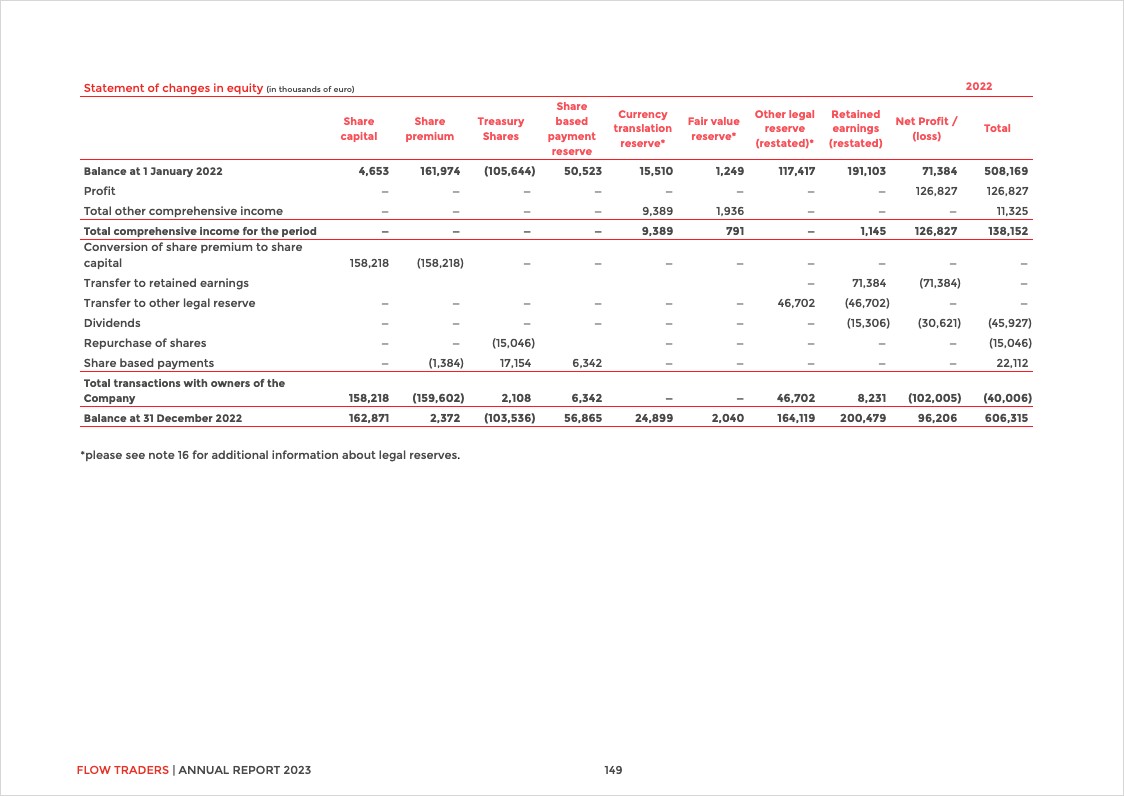 Statement of changes in equity (in thousands of euro) 2022
Share capital Share premium Treasury Shares Share based payment reserve Currency translation reserve* Fair value reserve* Other legal reserve (restated)* Retained earnings (restated) Net Profit / (loss) Total
Balance at 1 January 2022 4,653 161,974 (105,644) 50,523 15,510 1,249 117,417 191,103 71,384 508,169
Profit – – – – – – – – 126,827 126,827
Total other comprehensive income – – – – 9,389 1,936 – – – 11,325
Total comprehensive income for the period – – – – 9,389 791 – 1,145 126,827 138,152
Conversion of share premium to share
capital 158,218 (158,218) – – – – – – – –
Transfer to retained earnings – 71,384 (71,384) –
Transfer to other legal reserve – – – – – – 46,702 (46,702) – –
Dividends – – – – – – – (15,306) (30,621) (45,927)
Repurchase of shares – – (15,046) – – – – – (15,046)
Share based payments – (1,384) 17,154 6,342 – – – – – 22,112
Total transactions with owners of the
Company 158,218 (159,602) 2,108 6,342 – – 46,702 8,231 (102,005) (40,006)
Balance at 31 December 2022 162,871 2,372 (103,536) 56,865 24,899 2,040 164,119 200,479 96,206 606,315
*please see note 16 for additional information about legal reserves.
FLOW TRADERS | ANNUAL REPORT 2023 149